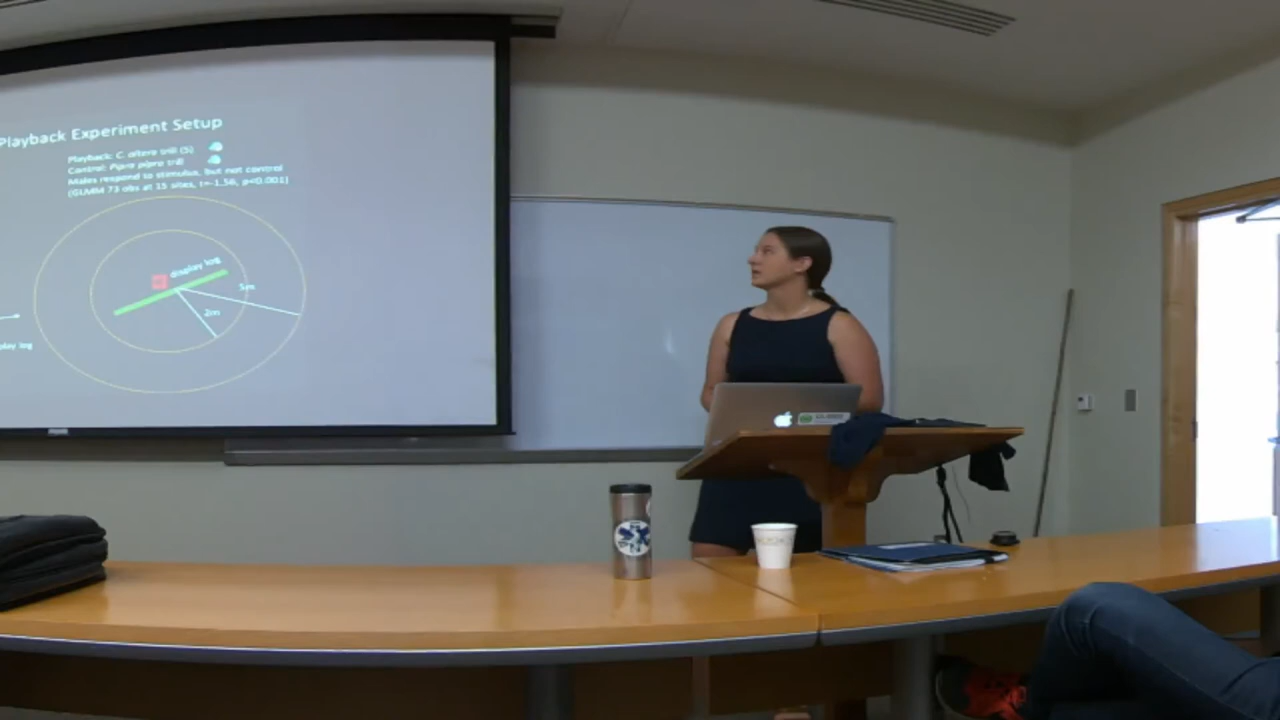 Playback Experiment Setup
Playback: C. altera trill (5)
Control: Pipra pipra trill
Males respond to stimulus, but not control
(GLMM 73 obs at 15 sites, t=-1.56, p<0.001)
display log
5m
2m
play log